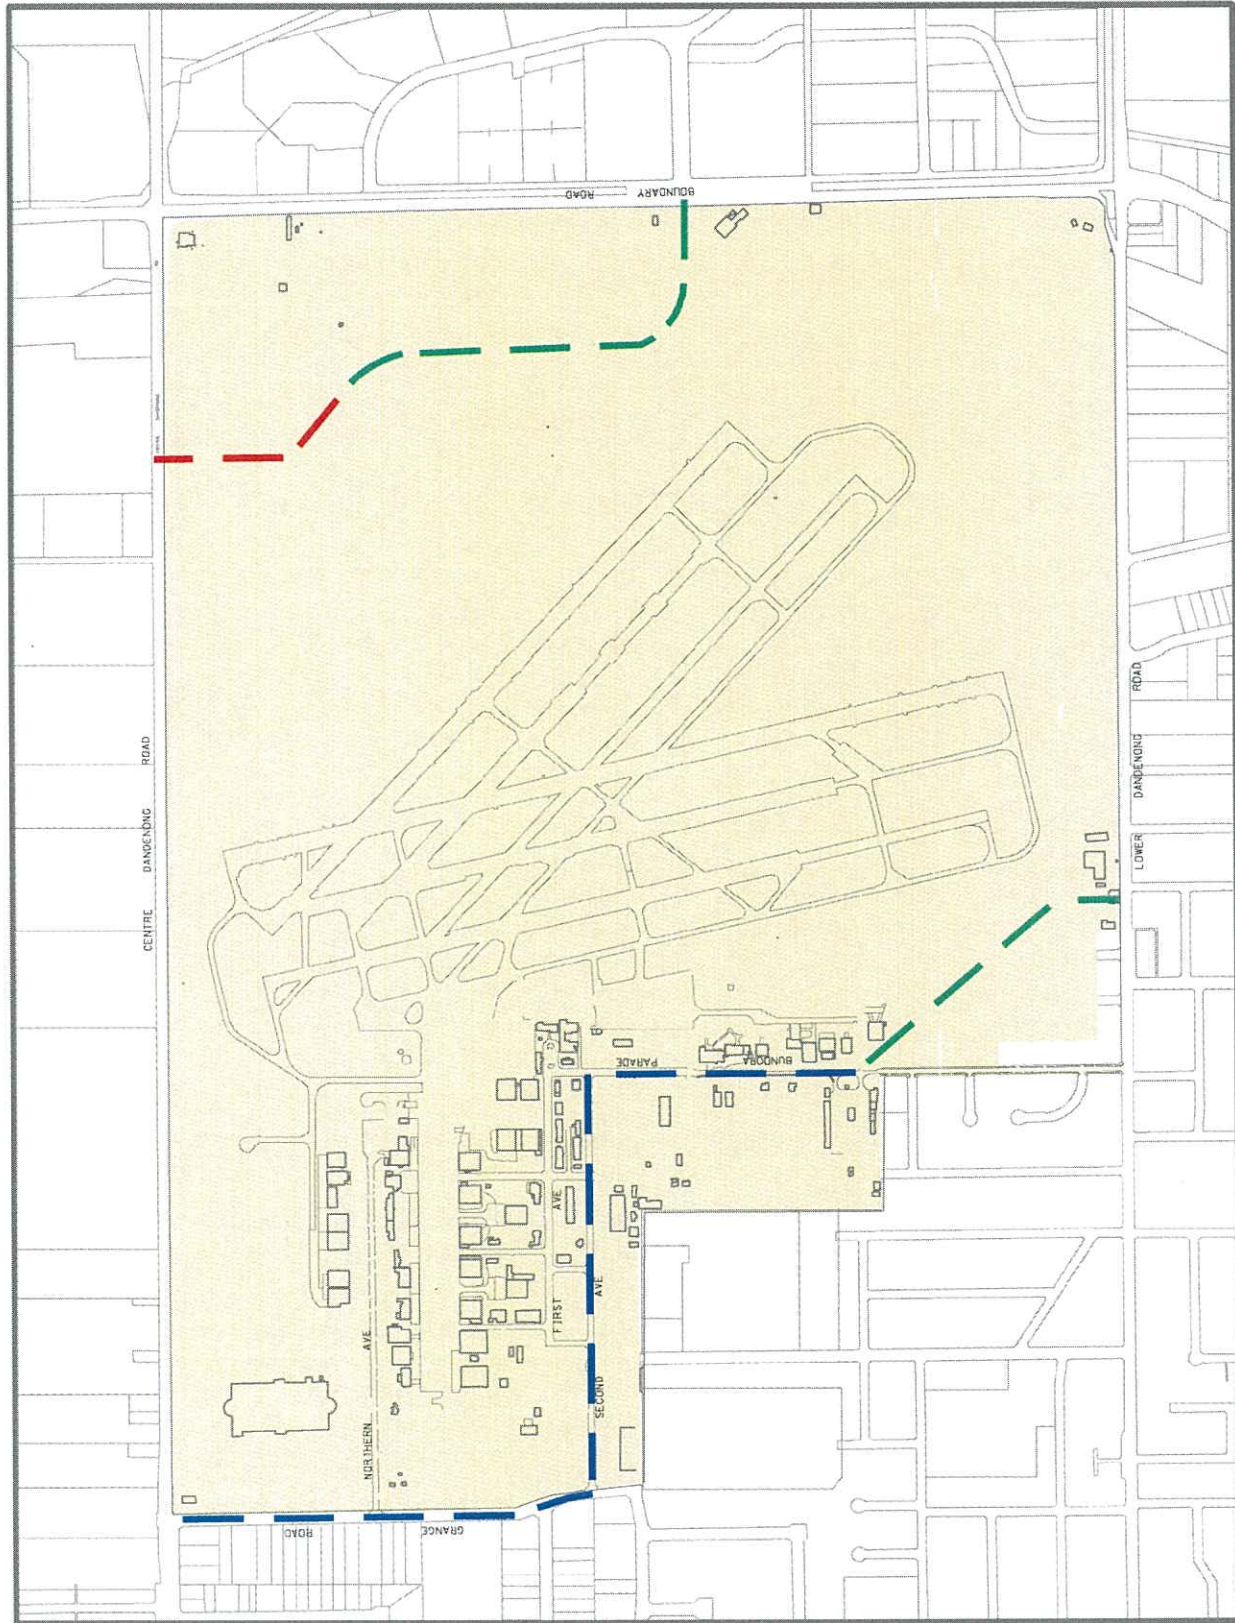 BOUNDARY ROAD
CENTRE DANDENONG ROAD
LOWER DANDENONG ROAD
BUNDORA PARADE
FIRST AVE
SECOND AVE
NORTHERN AVE
GRANGE ROAD